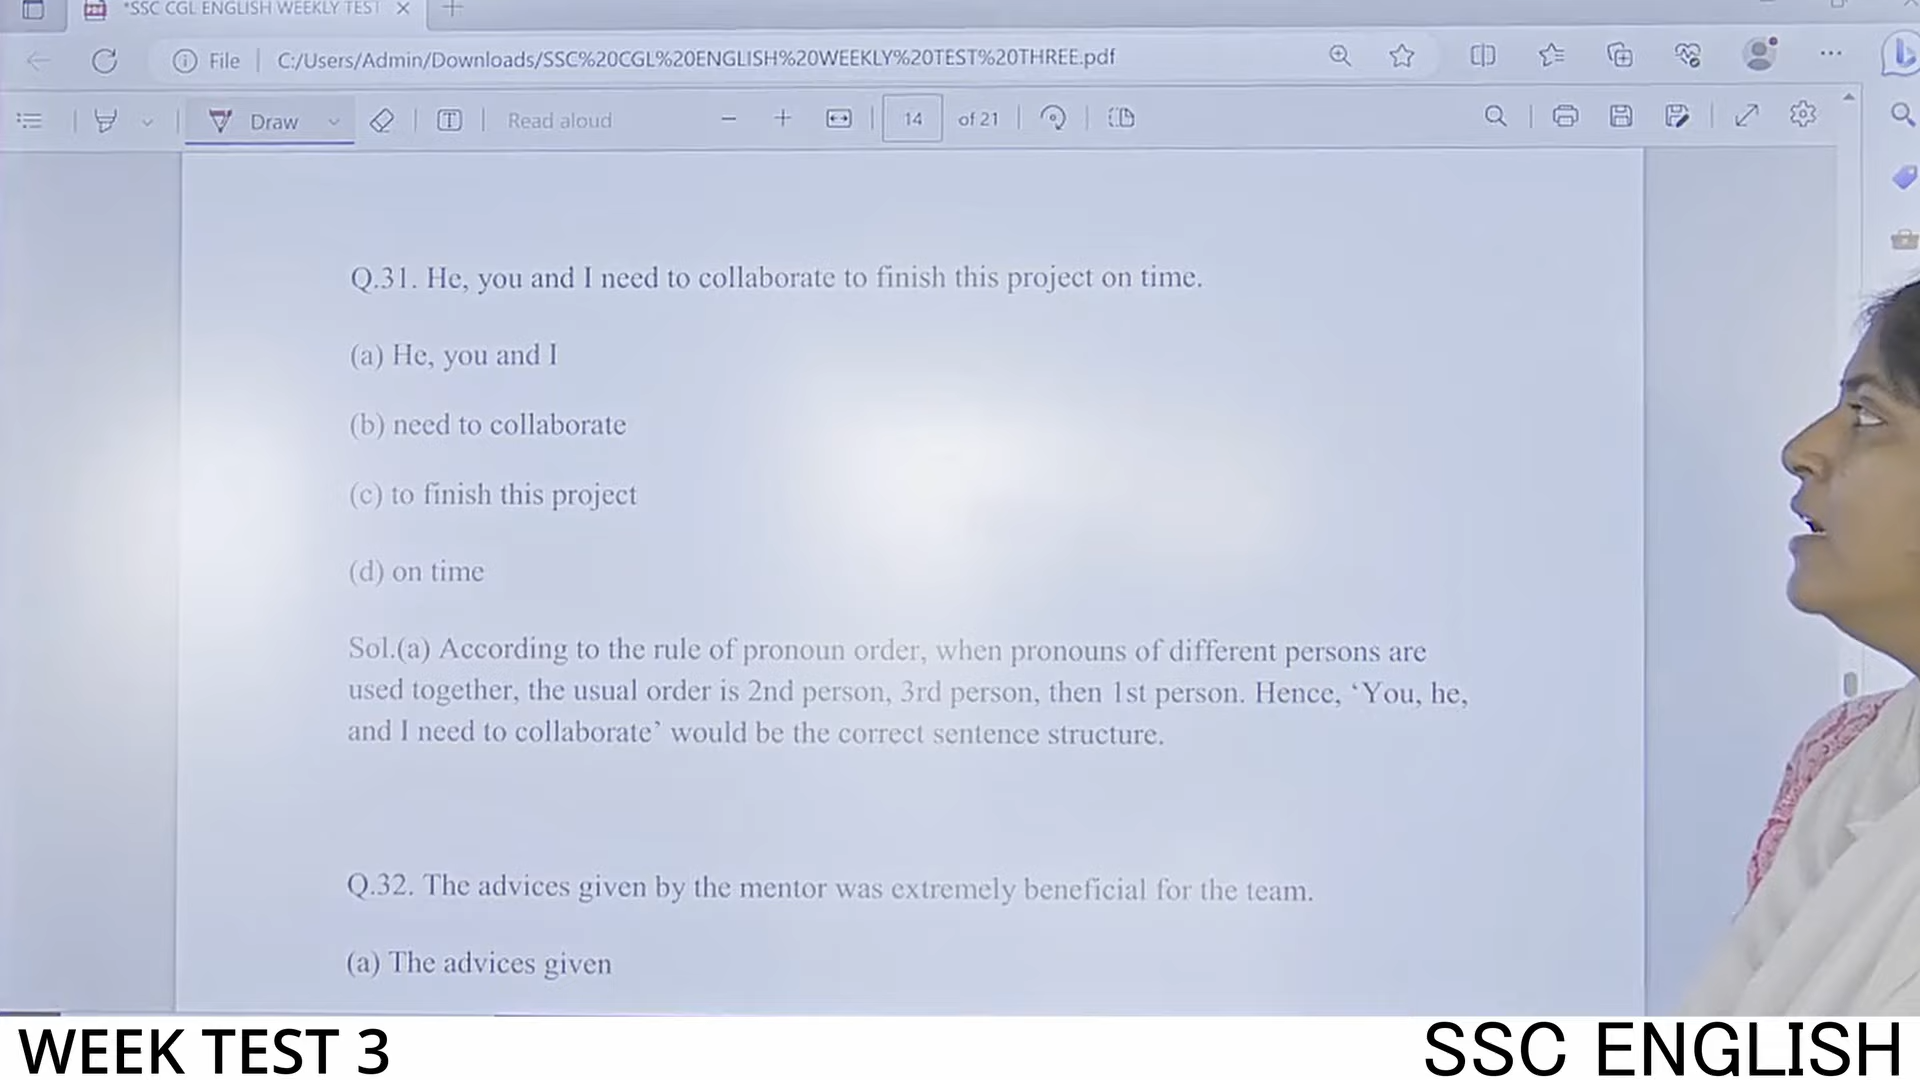 *SSC CGL ENGLISH WEEKLY TEST
File
C:/Users/Admin/Downloads/SSC%20CGL%20ENGLISH%20WEEKLY%20TEST%20THREE.pdf
Draw
Read aloud
14 of 21
Q.31. He, you and I need to collaborate to finish this project on time.
(a) He, you and I
(b) need to collaborate
(c) to finish this project
(d) on time
Sol.(a) According to the rule of pronoun order, when pronouns of different persons are
used together, the usual order is 2nd person, 3rd person, then 1st person. Hence, ‘You, he,
and I need to collaborate’ would be the correct sentence structure.
Q.32. The advices given by the mentor was extremely beneficial for the team.
(a) The advices given
WEEK TEST 3
SSC ENGLISH